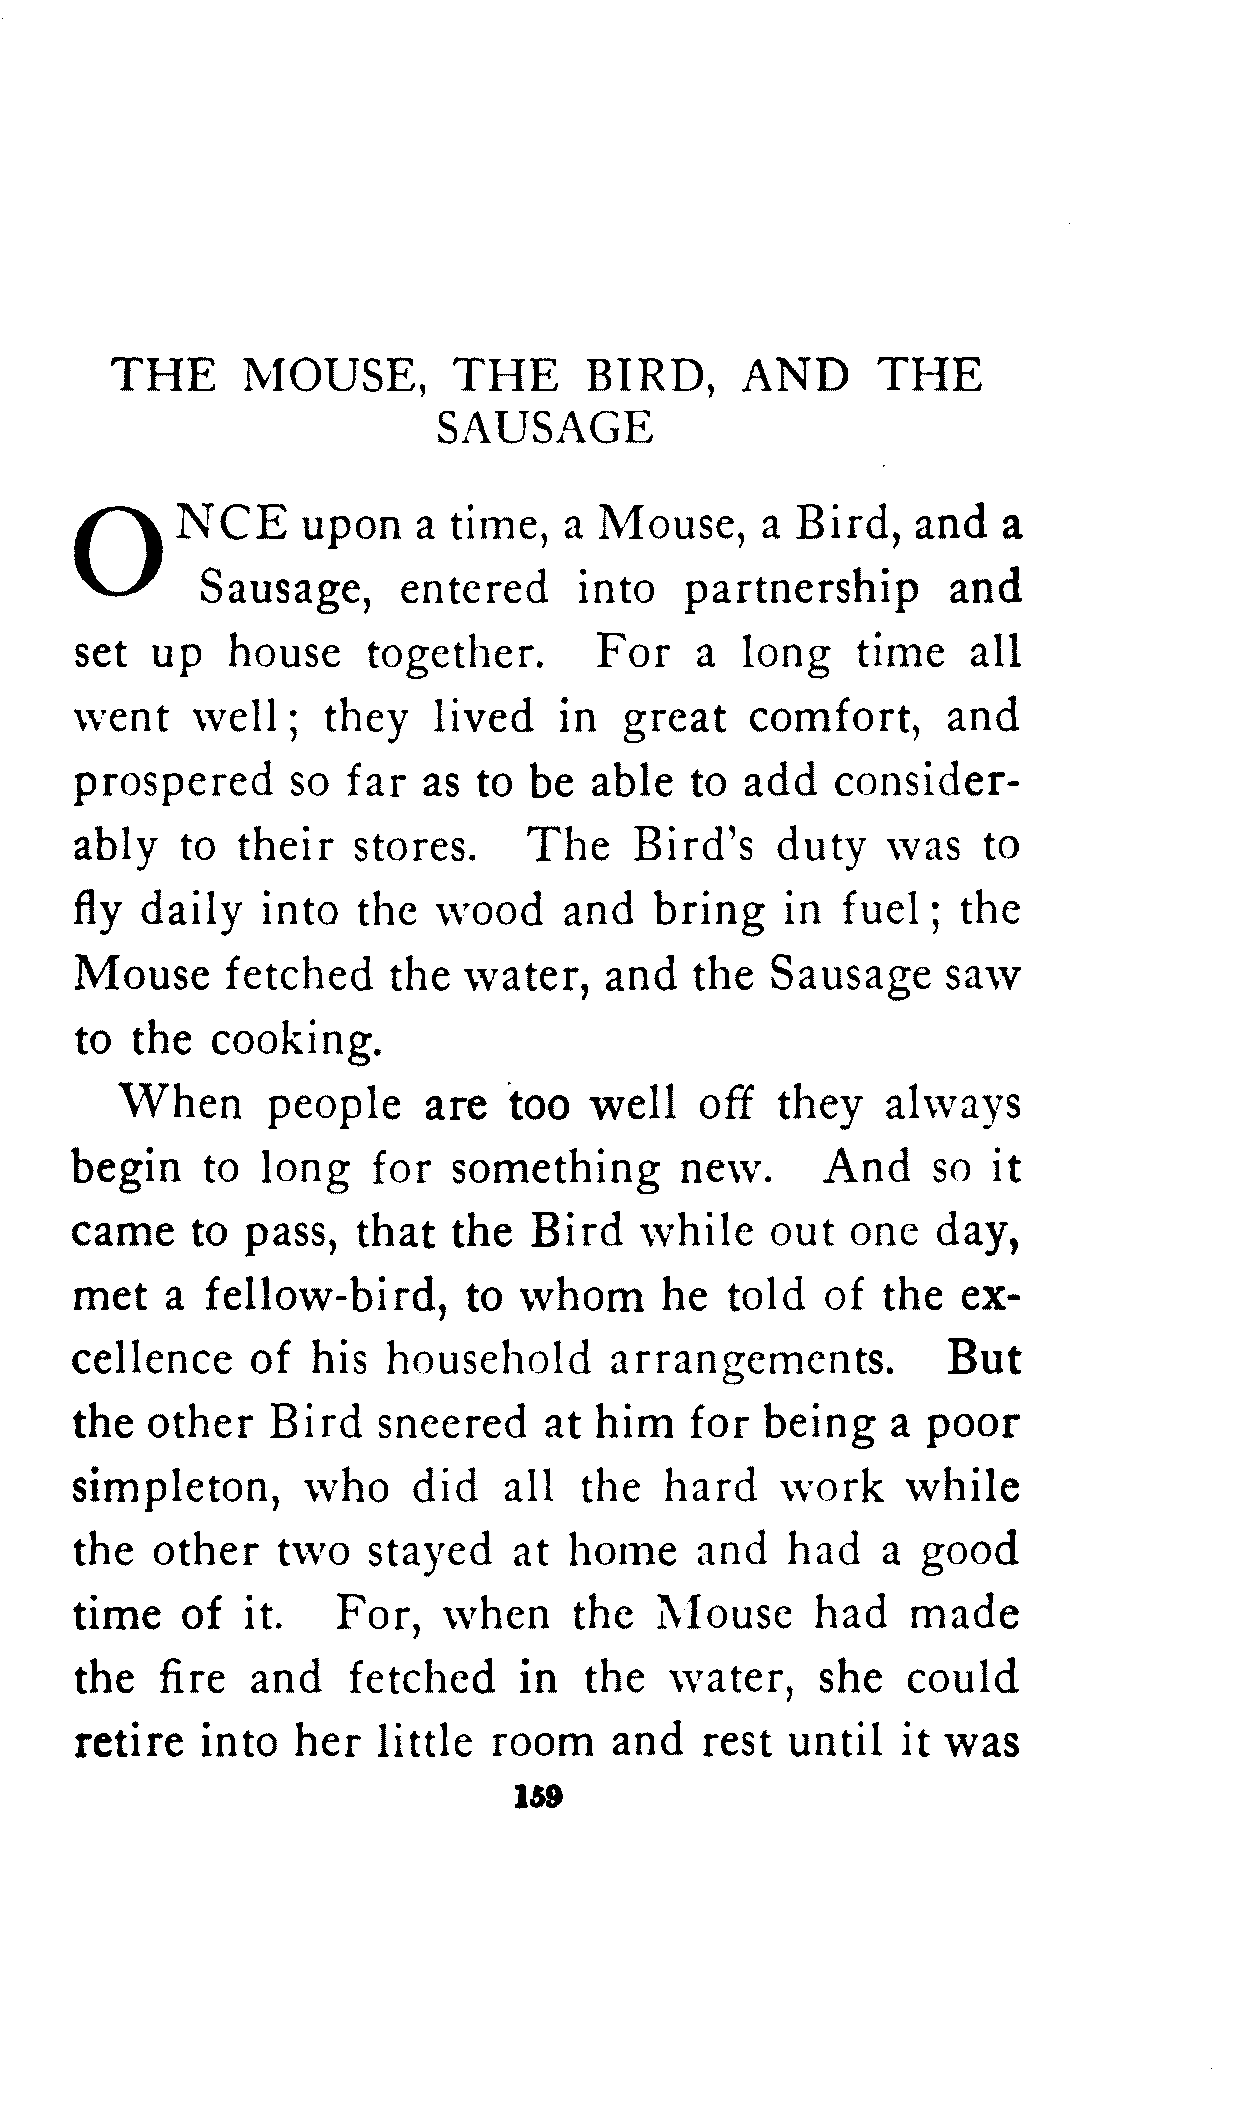 THE MOUSE, THE BIRD, AND THE
SAUSAGE
ONCE upon a time, a Mouse, a Bird, and a
Sausage, entered into partnership and
set up house together. For a long time all
went well; they lived in great comfort, and
prospered so far as to be able to add consider-
ably to their stores. The Bird's duty was to
fly daily into the wood and bring in fuel; the
Mouse fetched the water, and the Sausage saw
to the cooking.
When people are too well off they always
begin to long for something new. And so it
came to pass, that the Bird while out one day,
met a fellow-bird, to whom he told of the ex-
cellence of his household arrangements. But
the other Bird sneered at him for being a poor
simpleton, who did all the hard work while
the other two stayed at home and had a good
time of it. For, when the Mouse had made
the fire and fetched in the water, she could
retire into her little room and rest until it was
159